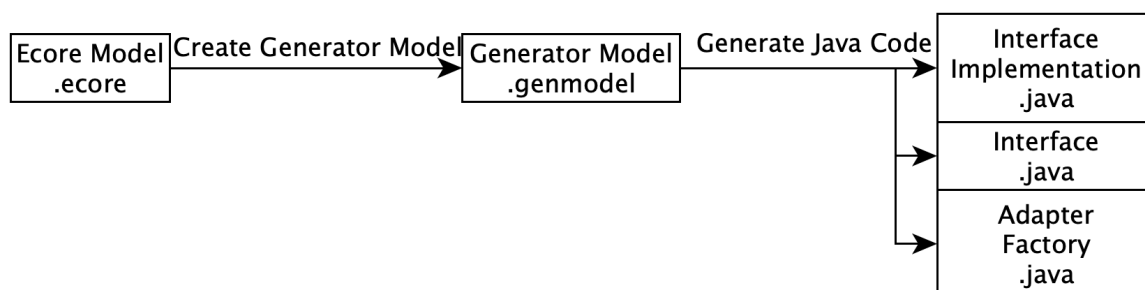 Ecore Model
.ecore
Create Generator Model
Generator Model
.genmodel
Generate Java Code
Interface
Implementation
.java
Interface
.java
Adapter
Factory
.java